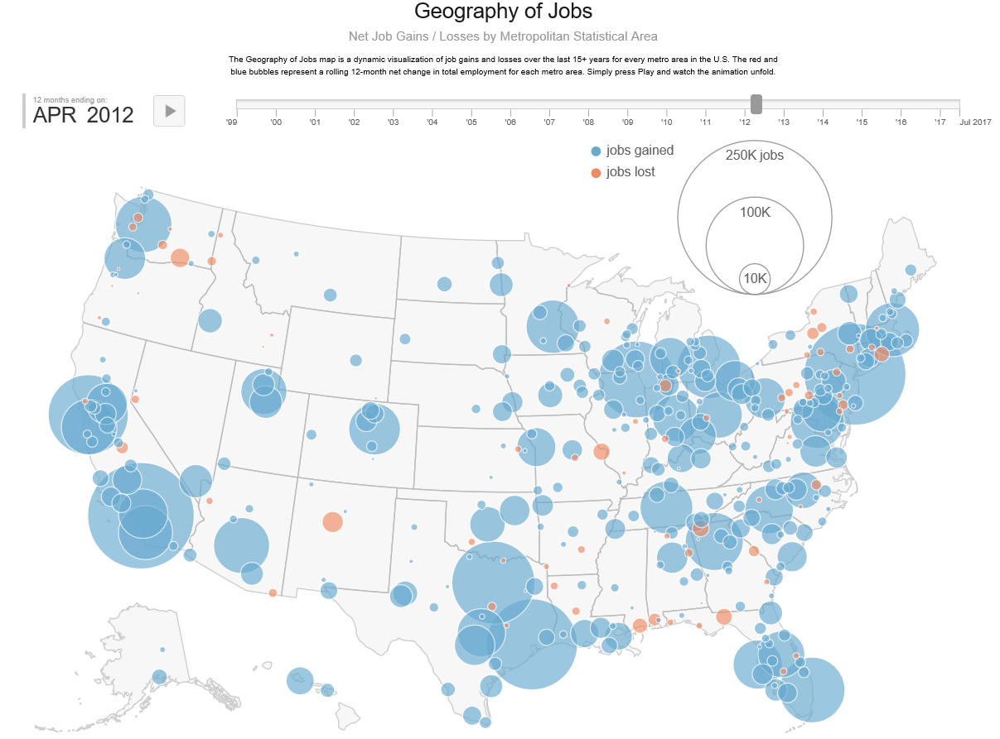 Geography of Jobs
Net Job Gains / Losses by Metropolitan Statistical Area
The Geography of Jobs map is a dynamic visualization of job gains and losses over the last 15+ years for every metro area in the U.S. The red and
blue bubbles represent a rolling 12-month net change in total employment for each metro area. Simply press Play and watch the animation unfold.
12 months ending on:
APR 2012
'99 '00 '01 '02 '03 '04 '05 '06 '07 '08 '09 '10 '11 '12 '13 '14 '15 '16 '17 Jul 2017
jobs gained
jobs lost
250K jobs
100K
10K